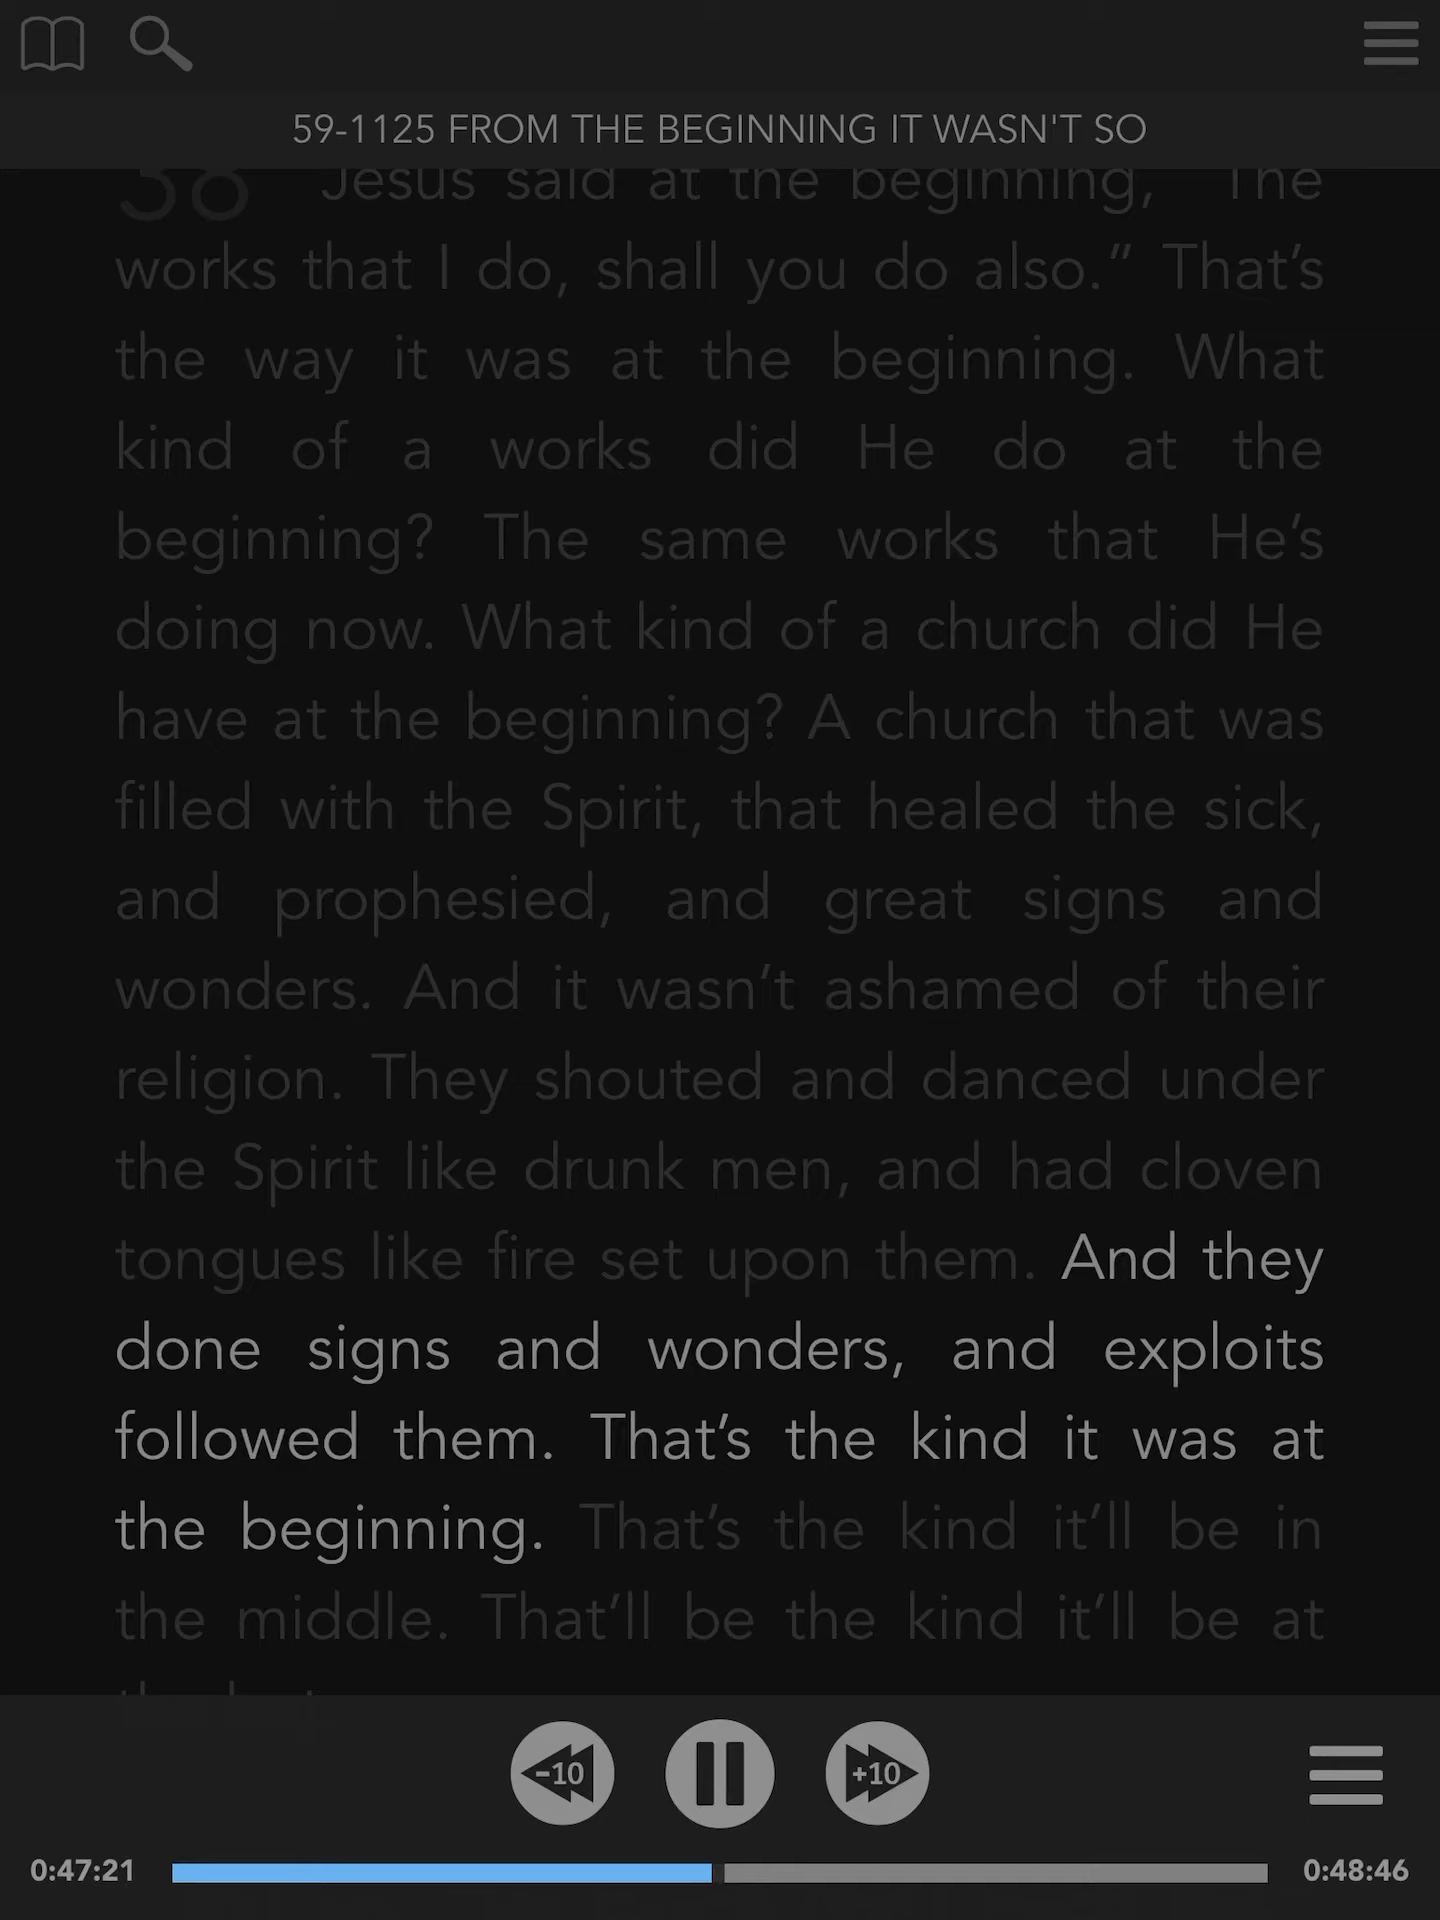 59-1125 FROM THE BEGINNING IT WASN'T SO
38 Jesus said at the beginning, "The
works that I do, shall you do also.” That’s
the way it was at the beginning. What
kind of a works did He do at the
beginning? The same works that He’s
doing now. What kind of a church did He
have at the beginning? A church that was
filled with the Spirit, that healed the sick,
and prophesied, and great signs and
wonders. And it wasn’t ashamed of their
religion. They shouted and danced under
the Spirit like drunk men, and had cloven
tongues like fire set upon them. And they
done signs and wonders, and exploits
followed them. That’s the kind it was at
the beginning. That’s the kind it’ll be in
the middle. That’ll be the kind it’ll be at
-10 +10
0:47:21 0:48:46